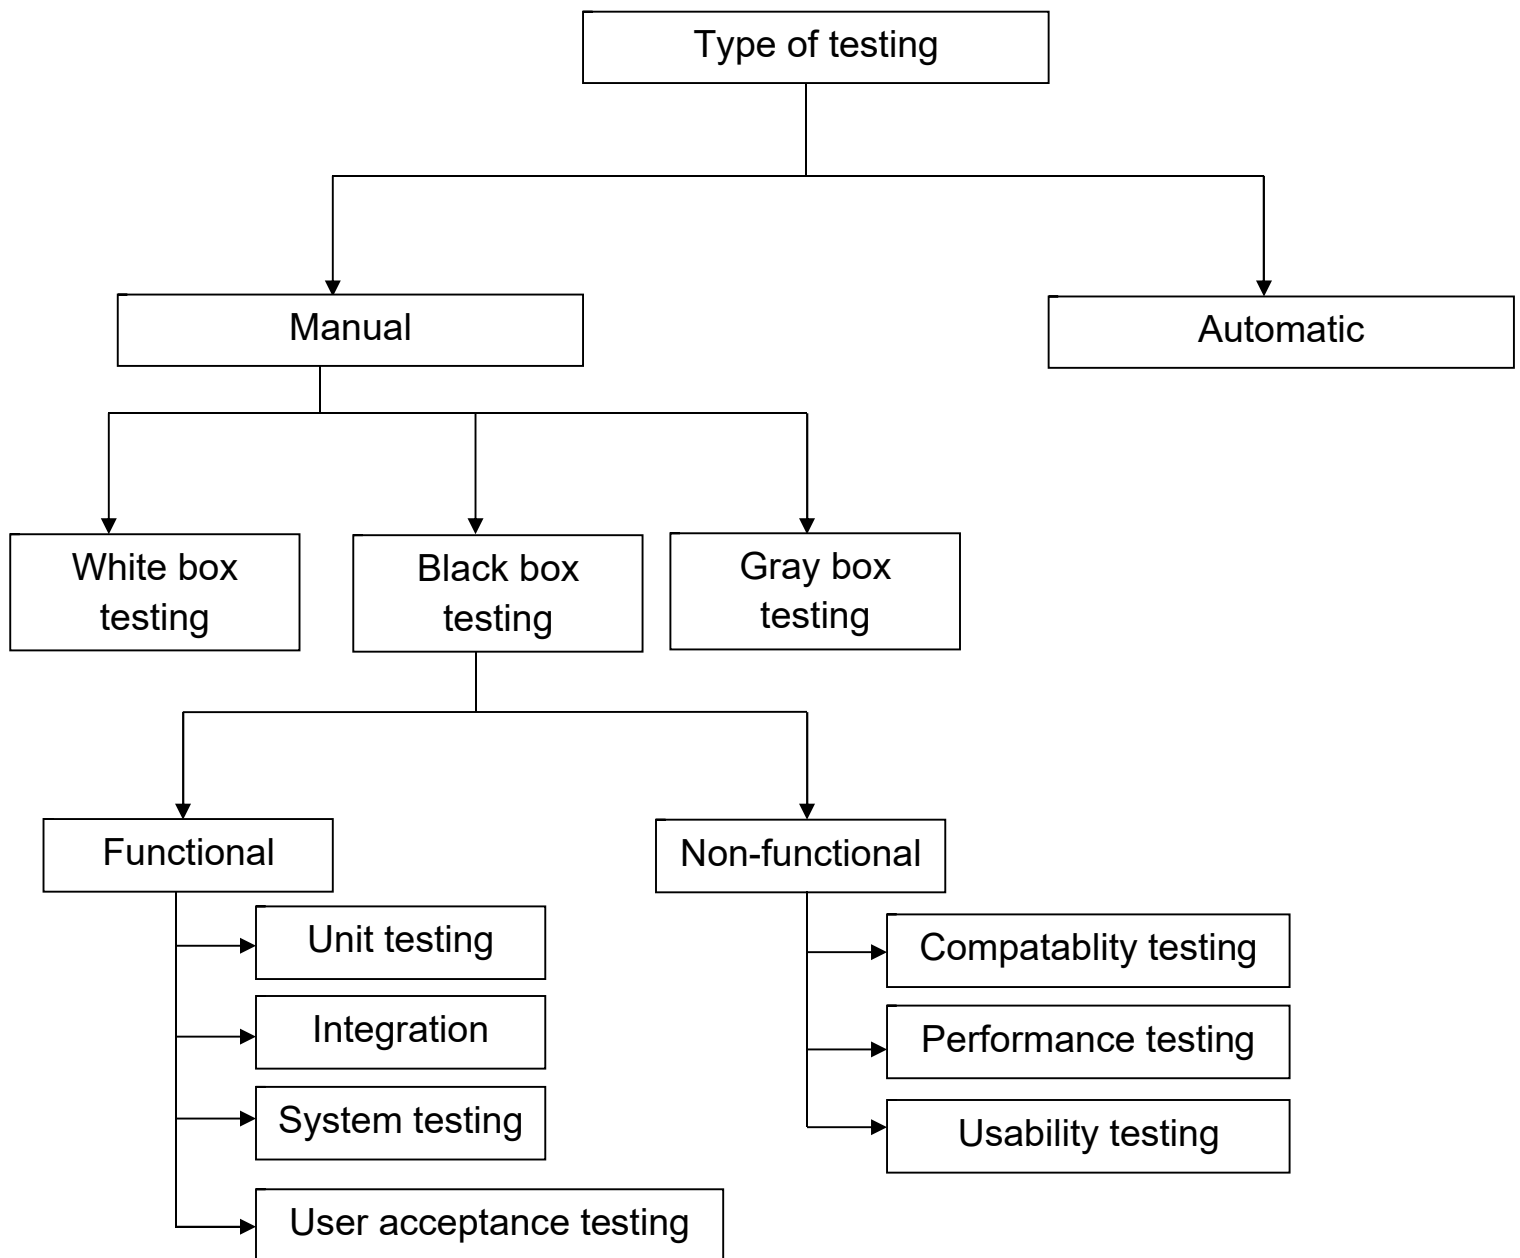 Type of testing
Manual
Automatic
White box
testing
Black box
testing
Gray box
testing
Functional
Non-functional
Unit testing
Compatablity testing
Integration
Performance testing
System testing
Usability testing
User acceptance testing